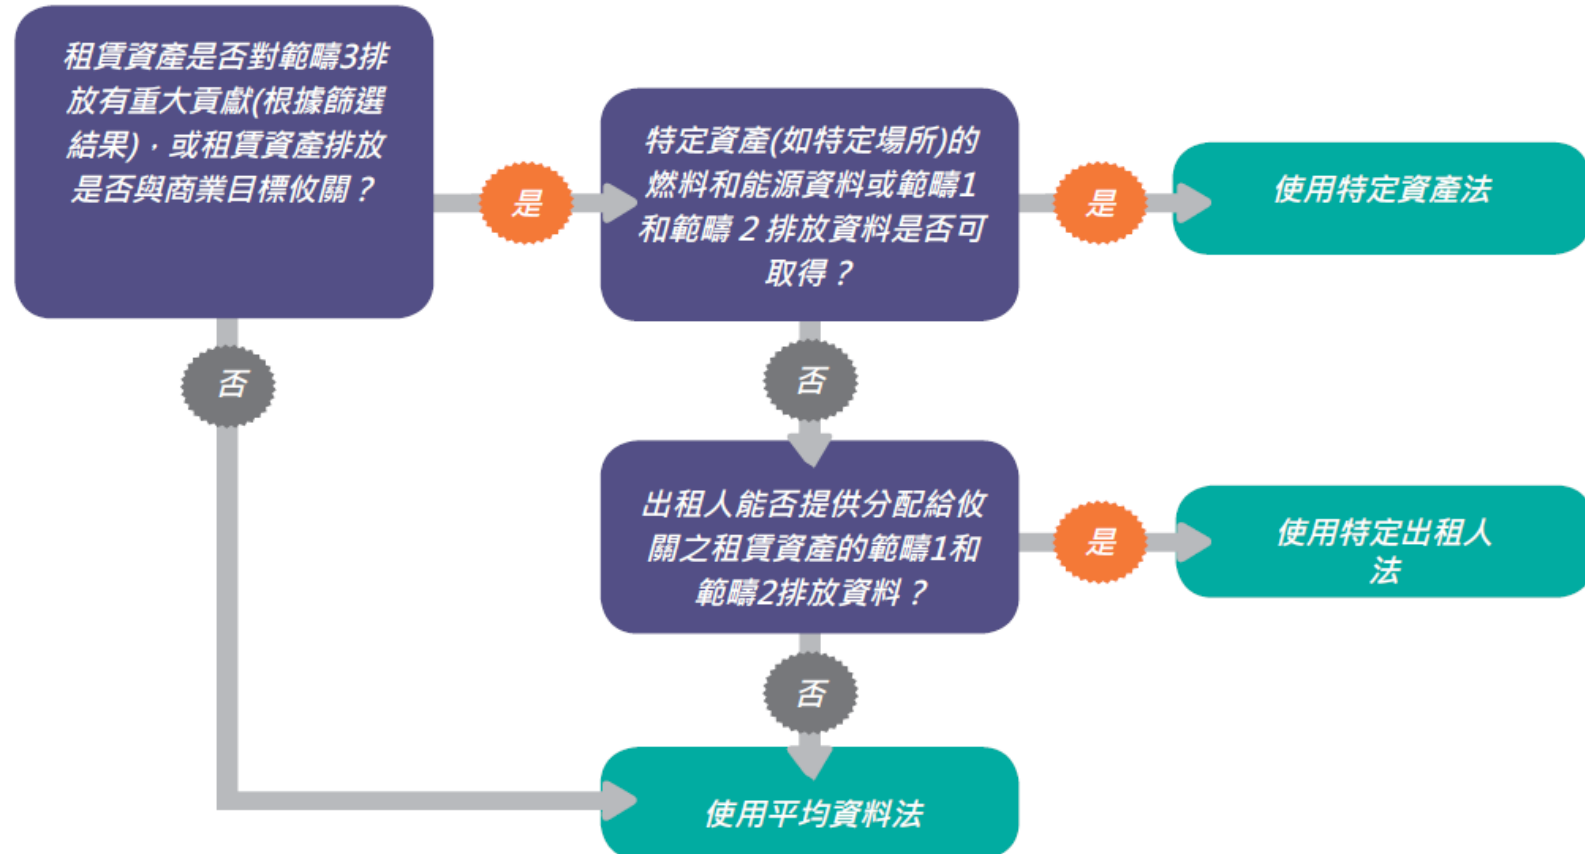 租賃資產是否對範疇3排
放有重大貢獻(根據篩選
結果)，或租賃資產排放
是否與商業目標攸關？
是
特定資產(如特定場所)的
燃料和能源資料或範疇1
和範疇 2 排放資料是否可
取得？
是
使用特定資產法
否
否
出租人能否提供分配給攸
關之租賃資產的範疇1和
範疇2排放資料？
是
使用特定出租人
法
否
使用平均資料法